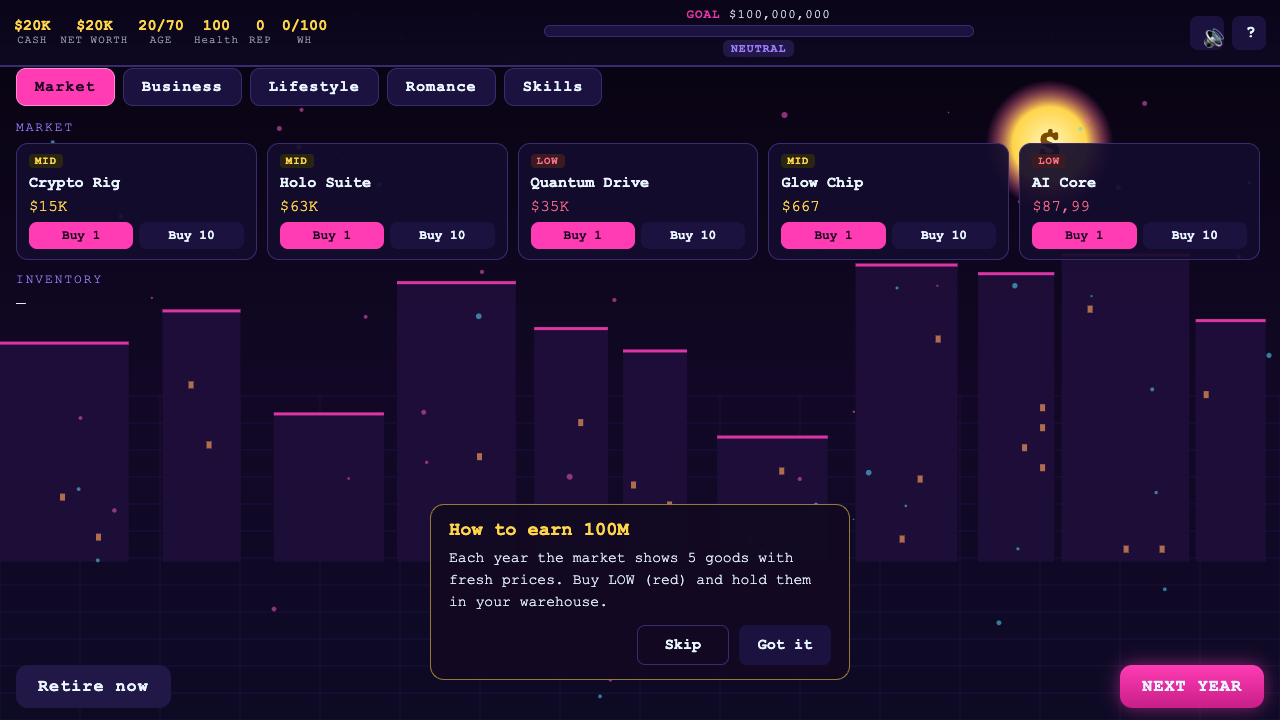 $20K $20K 20/70 100 0 0/100
CASH NET WORTH AGE Health REP WH
GOAL $100,000,000
NEUTRAL
?
Market Business Lifestyle Romance Skills
$
MARKET
MID MID LOW MID LOW
Crypto Rig Holo Suite Quantum Drive Glow Chip AI Core
$15K $63K $35K $667 $87,99
Buy 1 Buy 10 Buy 1 Buy 10 Buy 1 Buy 10 Buy 1 Buy 10 Buy 1 Buy 10
INVENTORY
—
How to earn 100M
Each year the market shows 5 goods with
fresh prices. Buy LOW (red) and hold them
in your warehouse.
Skip Got it
Retire now NEXT YEAR